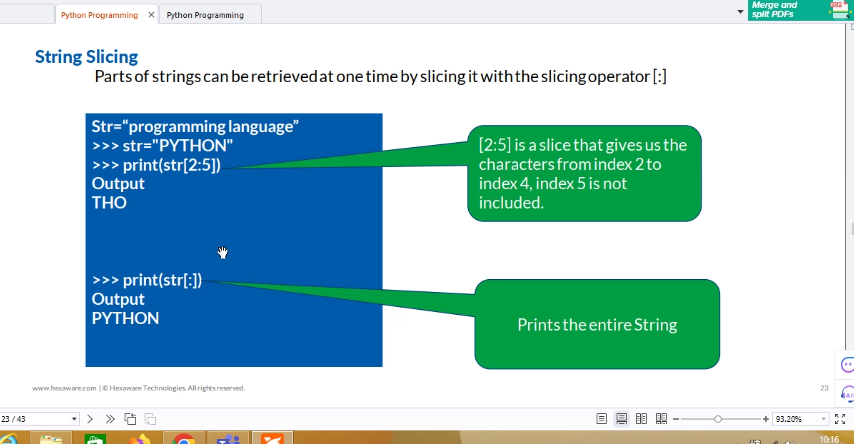 Python Programming
Python Programming
Merge and
split PDFs
String Slicing
Parts of strings can be retrieved at one time by slicing it with the slicing operator [:]
Str=“programming language”
>>> str="PYTHON"
>>> print(str[2:5])
Output
THO
[2:5] is a slice that gives us the
characters from index 2 to
index 4, index 5 is not
included.
>>> print(str[:])
Output
PYTHON
Prints the entire String
www.hexaware.com | © Hexaware Technologies. All rights reserved.
23
23 / 43
93.20%
10:16